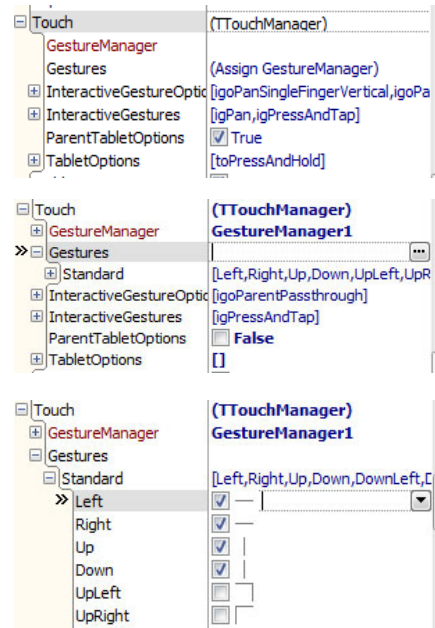 Touch (TTouchManager)
GestureManager
Gestures (Assign GestureManager)
InteractiveGestureOptic [igoPanSingleFingerVertical,igoPa
InteractiveGestures [igPan,igPressAndTap]
ParentTabletOptions True
TabletOptions [toPressAndHold]
Touch (TTouchManager)
GestureManager GestureManager1
Gestures
Standard [Left,Right,Up,Down,UpLeft,UpR
InteractiveGestureOptic [igoParentPassthrough]
InteractiveGestures [igPressAndTap]
ParentTabletOptions False
TabletOptions []
Touch (TTouchManager)
GestureManager GestureManager1
Gestures
Standard [Left,Right,Up,Down,DownLeft,D
Left
Right
Up
Down
UpLeft
UpRight